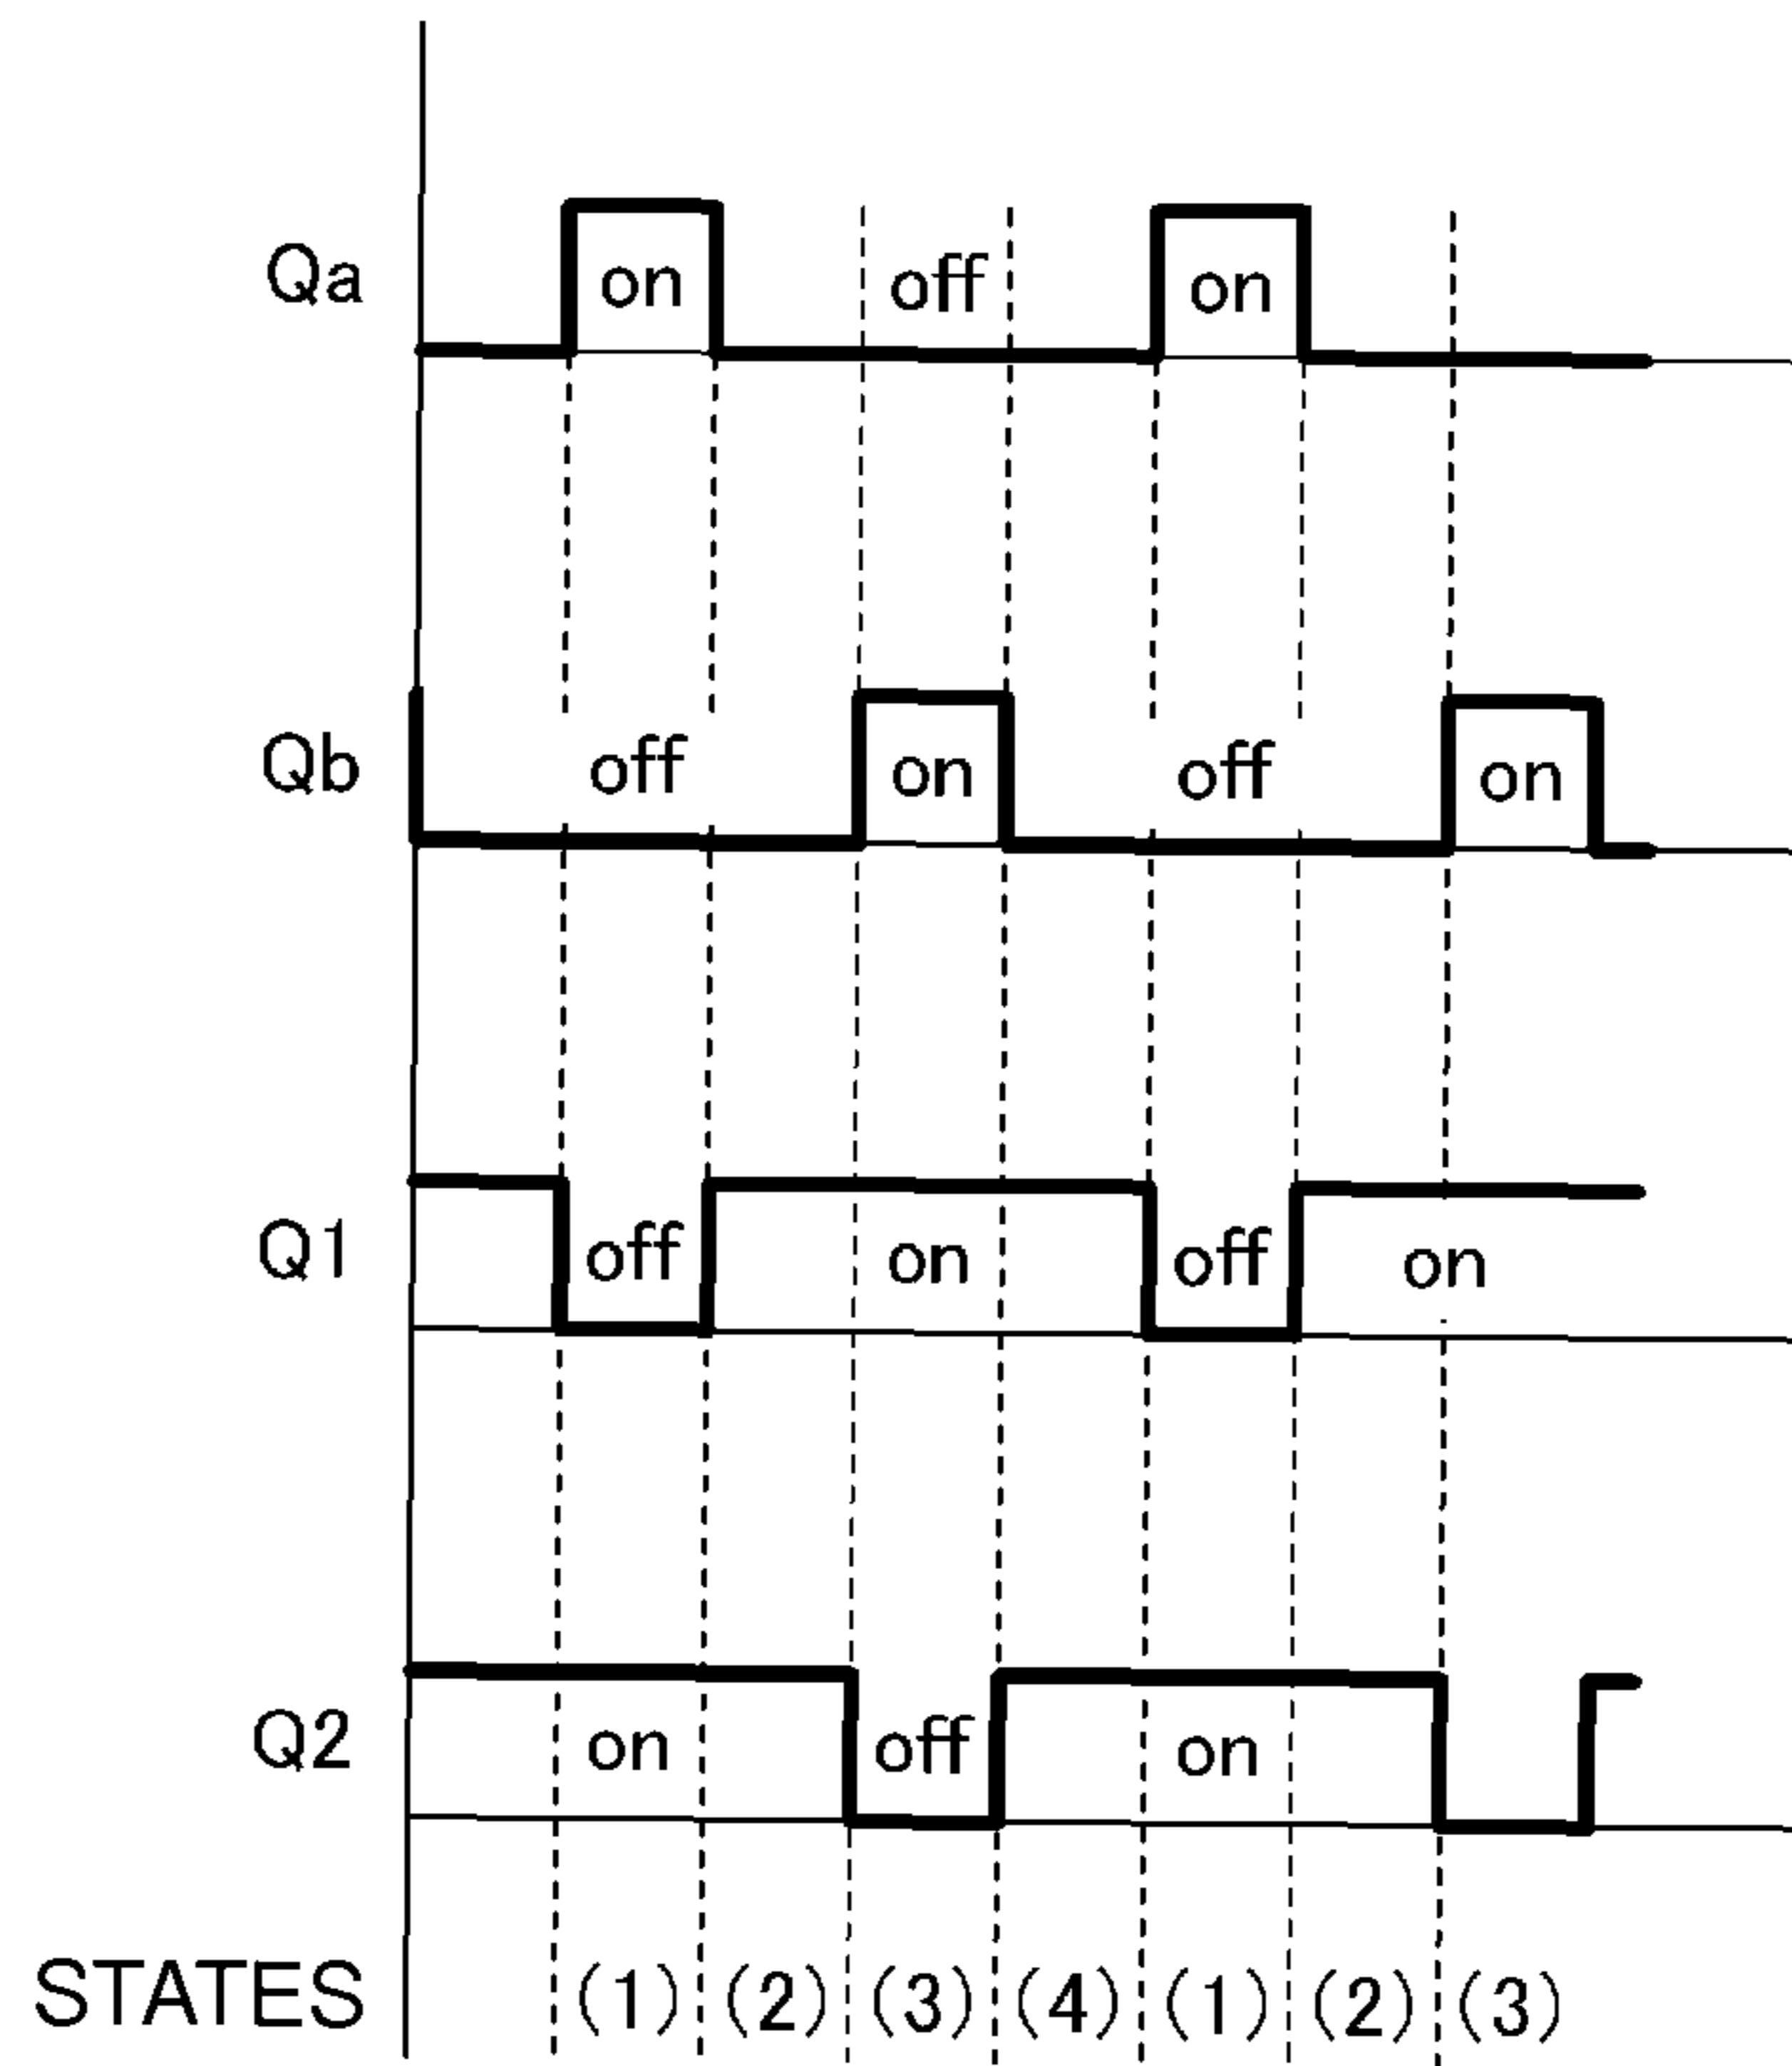 Qa on off on
Qb off on off on
Q1 off on off on
Q2 on off on
STATES (1) (2) (3) (4) (1) (2) (3)